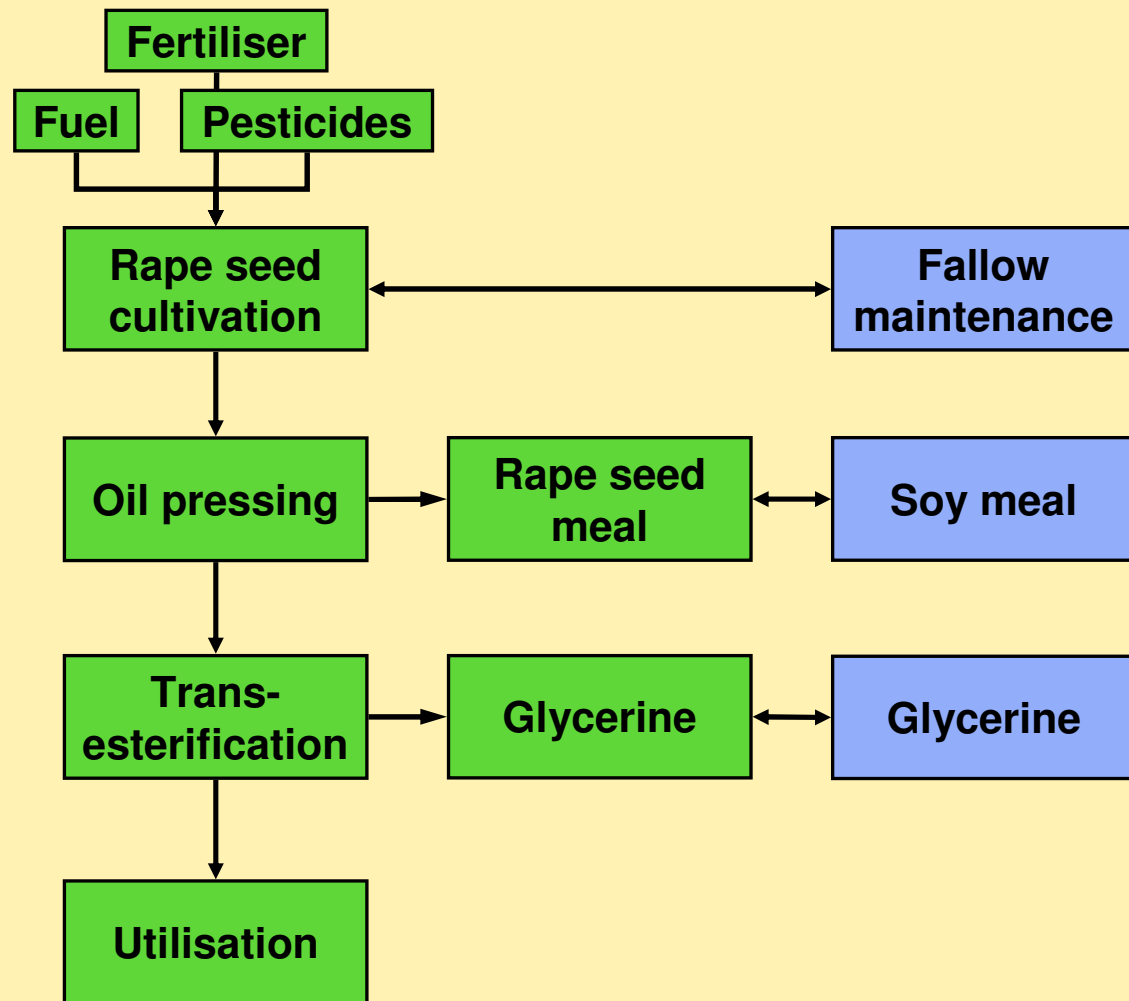 Fertiliser
Fuel
Pesticides
Rape seed
cultivation
Fallow
maintenance
Oil pressing
Rape seed
meal
Soy meal
Trans-
esterification
Glycerine
Glycerine
Utilisation